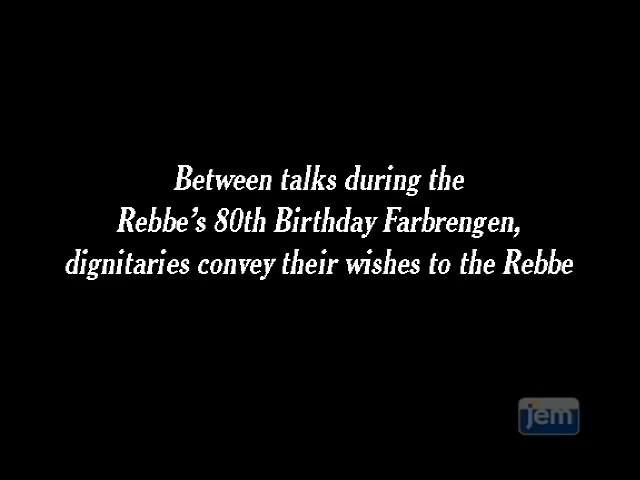 Between talks during the
Rebbe's 80th Birthday Farbrengen,
dignitaries convey their wishes to the Rebbe
jem